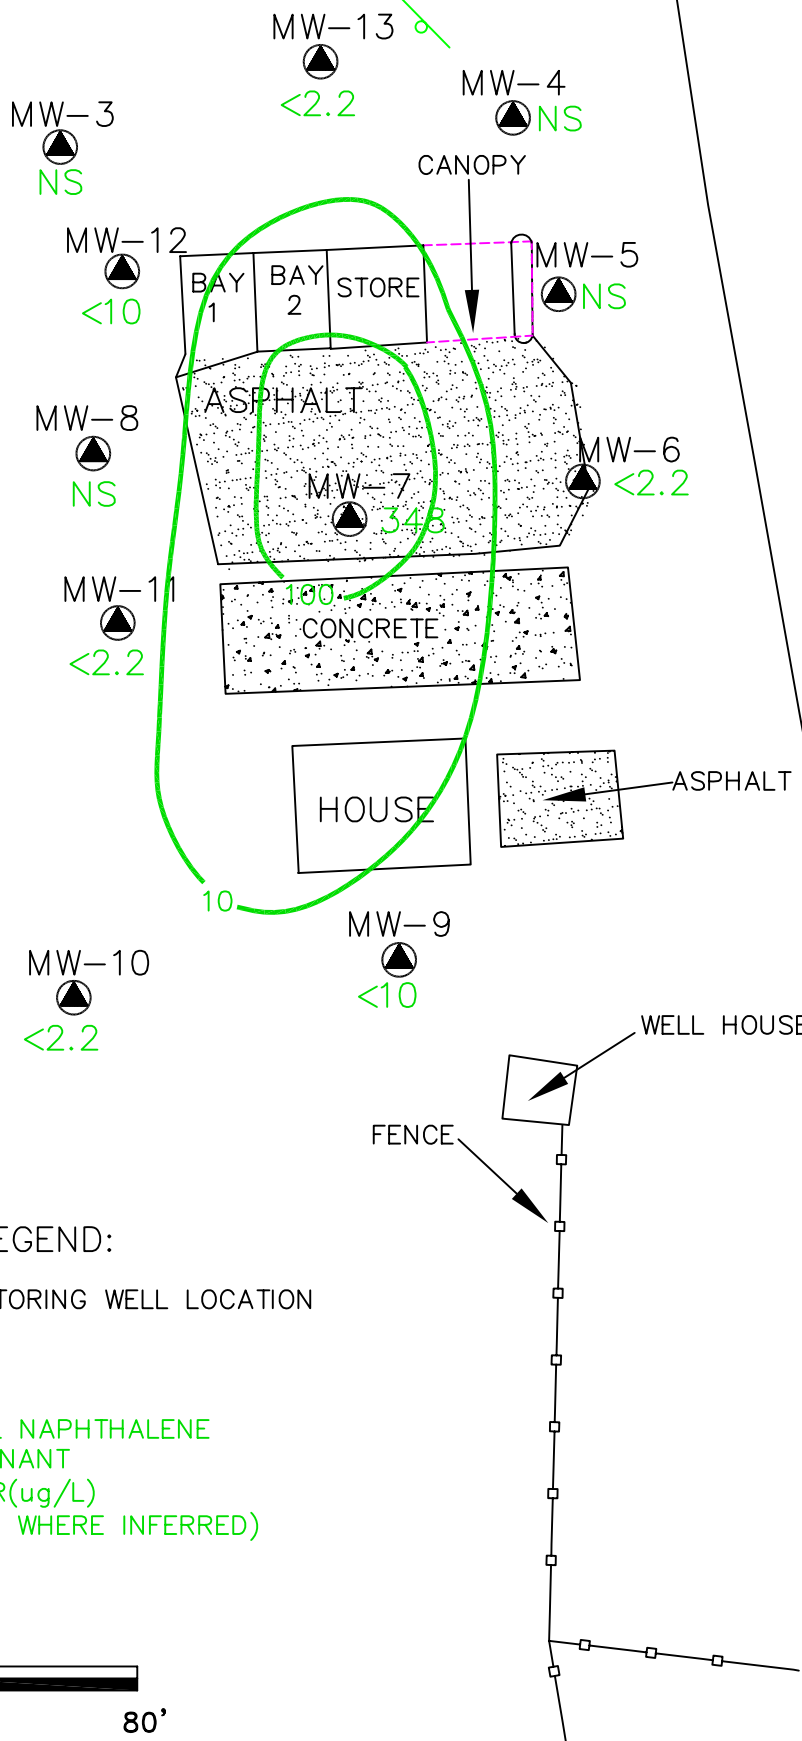 MW-13
<2.2
MW-4
NS
MW-3
NS
CANOPY
MW-12
<10
BAY
1
BAY
2
STORE
MW-5
NS
ASPHALT
MW-8
NS
MW-6
<2.2
MW-7
348
100
MW-11
<2.2
CONCRETE
HOUSE
ASPHALT
10
MW-9
<10
MW-10
<2.2
WELL HOUSE
FENCE
EGEND:
TORING WELL LOCATION
NAPHTHALENE
NANT
R(ug/L)
WHERE INFERRED)
80'